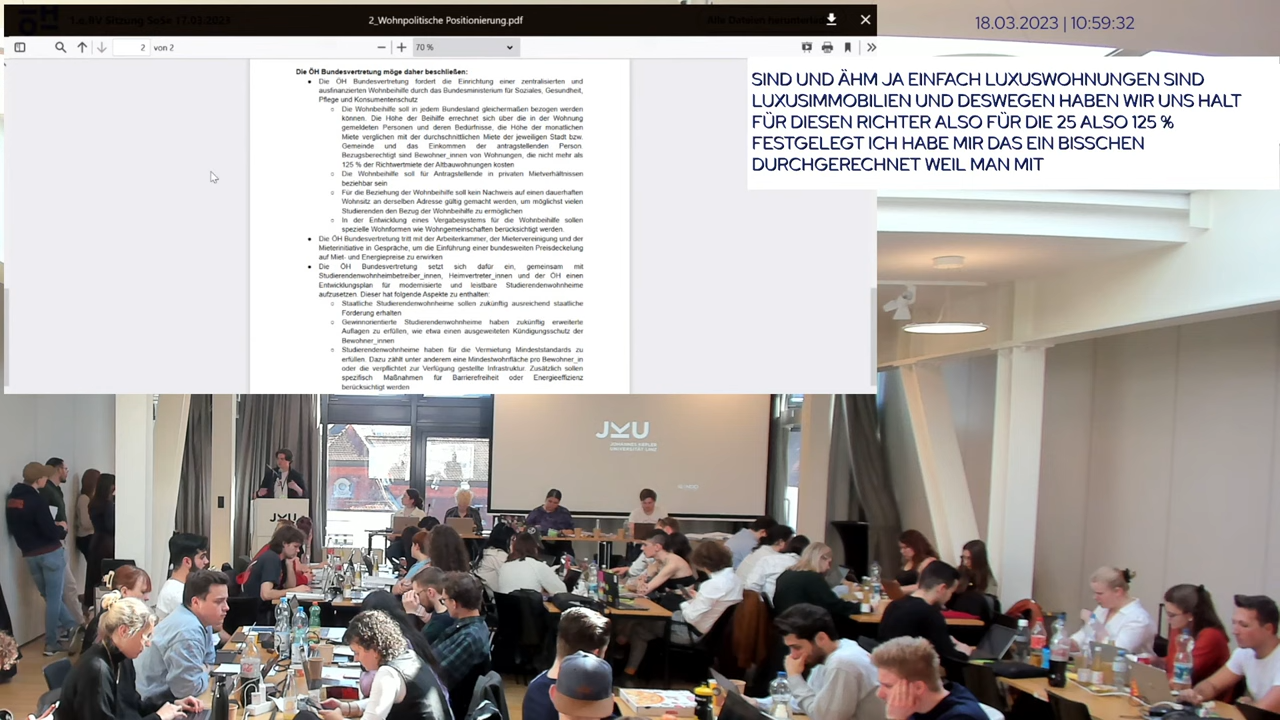 1.o.BV Sitzung SoSe 17.03.2023
2_Wohnpolitische Positionierung.pdf
Alle Dateien herunterladen
18.03.2023 | 10:59:32
2 von 2
70 %
SIND UND ÄHM JA EINFACH LUXUSWOHNUNGEN SIND
LUXUSIMMOBILIEN UND DESWEGEN HABEN WIR UNS HALT
FÜR DIESEN RICHTER ALSO FÜR DIE 25 ALSO 125 %
FESTGELEGT ICH HABE MIR DAS EIN BISSCHEN
DURCHGERECHNET WEIL MAN MIT
Die ÖH Bundesvertretung möge daher beschließen:
● Die ÖH Bundesvertretung fordert die Einrichtung einer zentralisierten und
ausfinanzierten Wohnbeihilfe durch das Bundesministerium für Soziales, Gesundheit,
Pflege und Konsumentenschutz
○ Die Wohnbeihilfe soll in jedem Bundesland gleichermaßen bezogen werden
können. Die Höhe der Beihilfe errechnet sich über die in der Wohnung
gemeldeten Personen und deren Bedürfnisse, die Höhe der monatlichen
Miete verglichen mit der durchschnittlichen Miete der jeweiligen Stadt bzw.
Gemeinde und das Einkommen der antragstellenden Person.
Bezugsberechtigt sind Bewohner_innen von Wohnungen, die nicht mehr als
125 % der Richtwertmiete der Altbauwohnungen kosten
○ Die Wohnbeihilfe soll für Antragstellende in privaten Mietverhältnissen
beziehbar sein
○ Für die Beziehung der Wohnbeihilfe soll kein Nachweis auf einen dauerhaften
Wohnsitz an derselben Adresse gültig gemacht werden, um möglichst vielen
Studierenden den Bezug der Wohnbeihilfe zu ermöglichen
○ In der Entwicklung eines Vergabesystems für die Wohnbeihilfe sollen
spezielle Wohnformen wie Wohngemeinschaften berücksichtigt werden.
● Die ÖH Bundesvertretung tritt mit der Arbeiterkammer, der Mietervereinigung und der
Mieterinitiative in Gespräche, um die Einführung einer bundesweiten Preisdeckelung
auf Miet- und Energiepreise zu erwirken
● Die ÖH Bundesvertretung setzt sich dafür ein, gemeinsam mit
Studierendenwohnheimbetreiber_innen, Heimvertreter_innen und der ÖH einen
Entwicklungsplan für modernisierte und leistbare Studierendenwohnheime
aufzusetzen. Dieser hat folgende Aspekte zu enthalten:
○ Staatliche Studierendenwohnheime sollen zukünftig ausreichend staatliche
Förderung erhalten
○ Gewinnorientierte Studierendenwohnheime haben zukünftig erweiterte
Auflagen zu erfüllen, wie etwa einen ausgeweiteten Kündigungsschutz der
Bewohner_innen
○ Studierendenwohnheime haben für die Vermietung Mindeststandards zu
erfüllen. Dazu zählt unter anderem eine Mindestwohnfläche pro Bewohner_in
oder die verpflichtet zur Verfügung gestellte Infrastruktur. Zusätzlich sollen
spezifisch Maßnahmen für Barrierefreiheit oder Energieeffizienz
berücksichtigt werden
JKU
JOHANNES KEPLER
UNIVERSITÄT LINZ
JKU